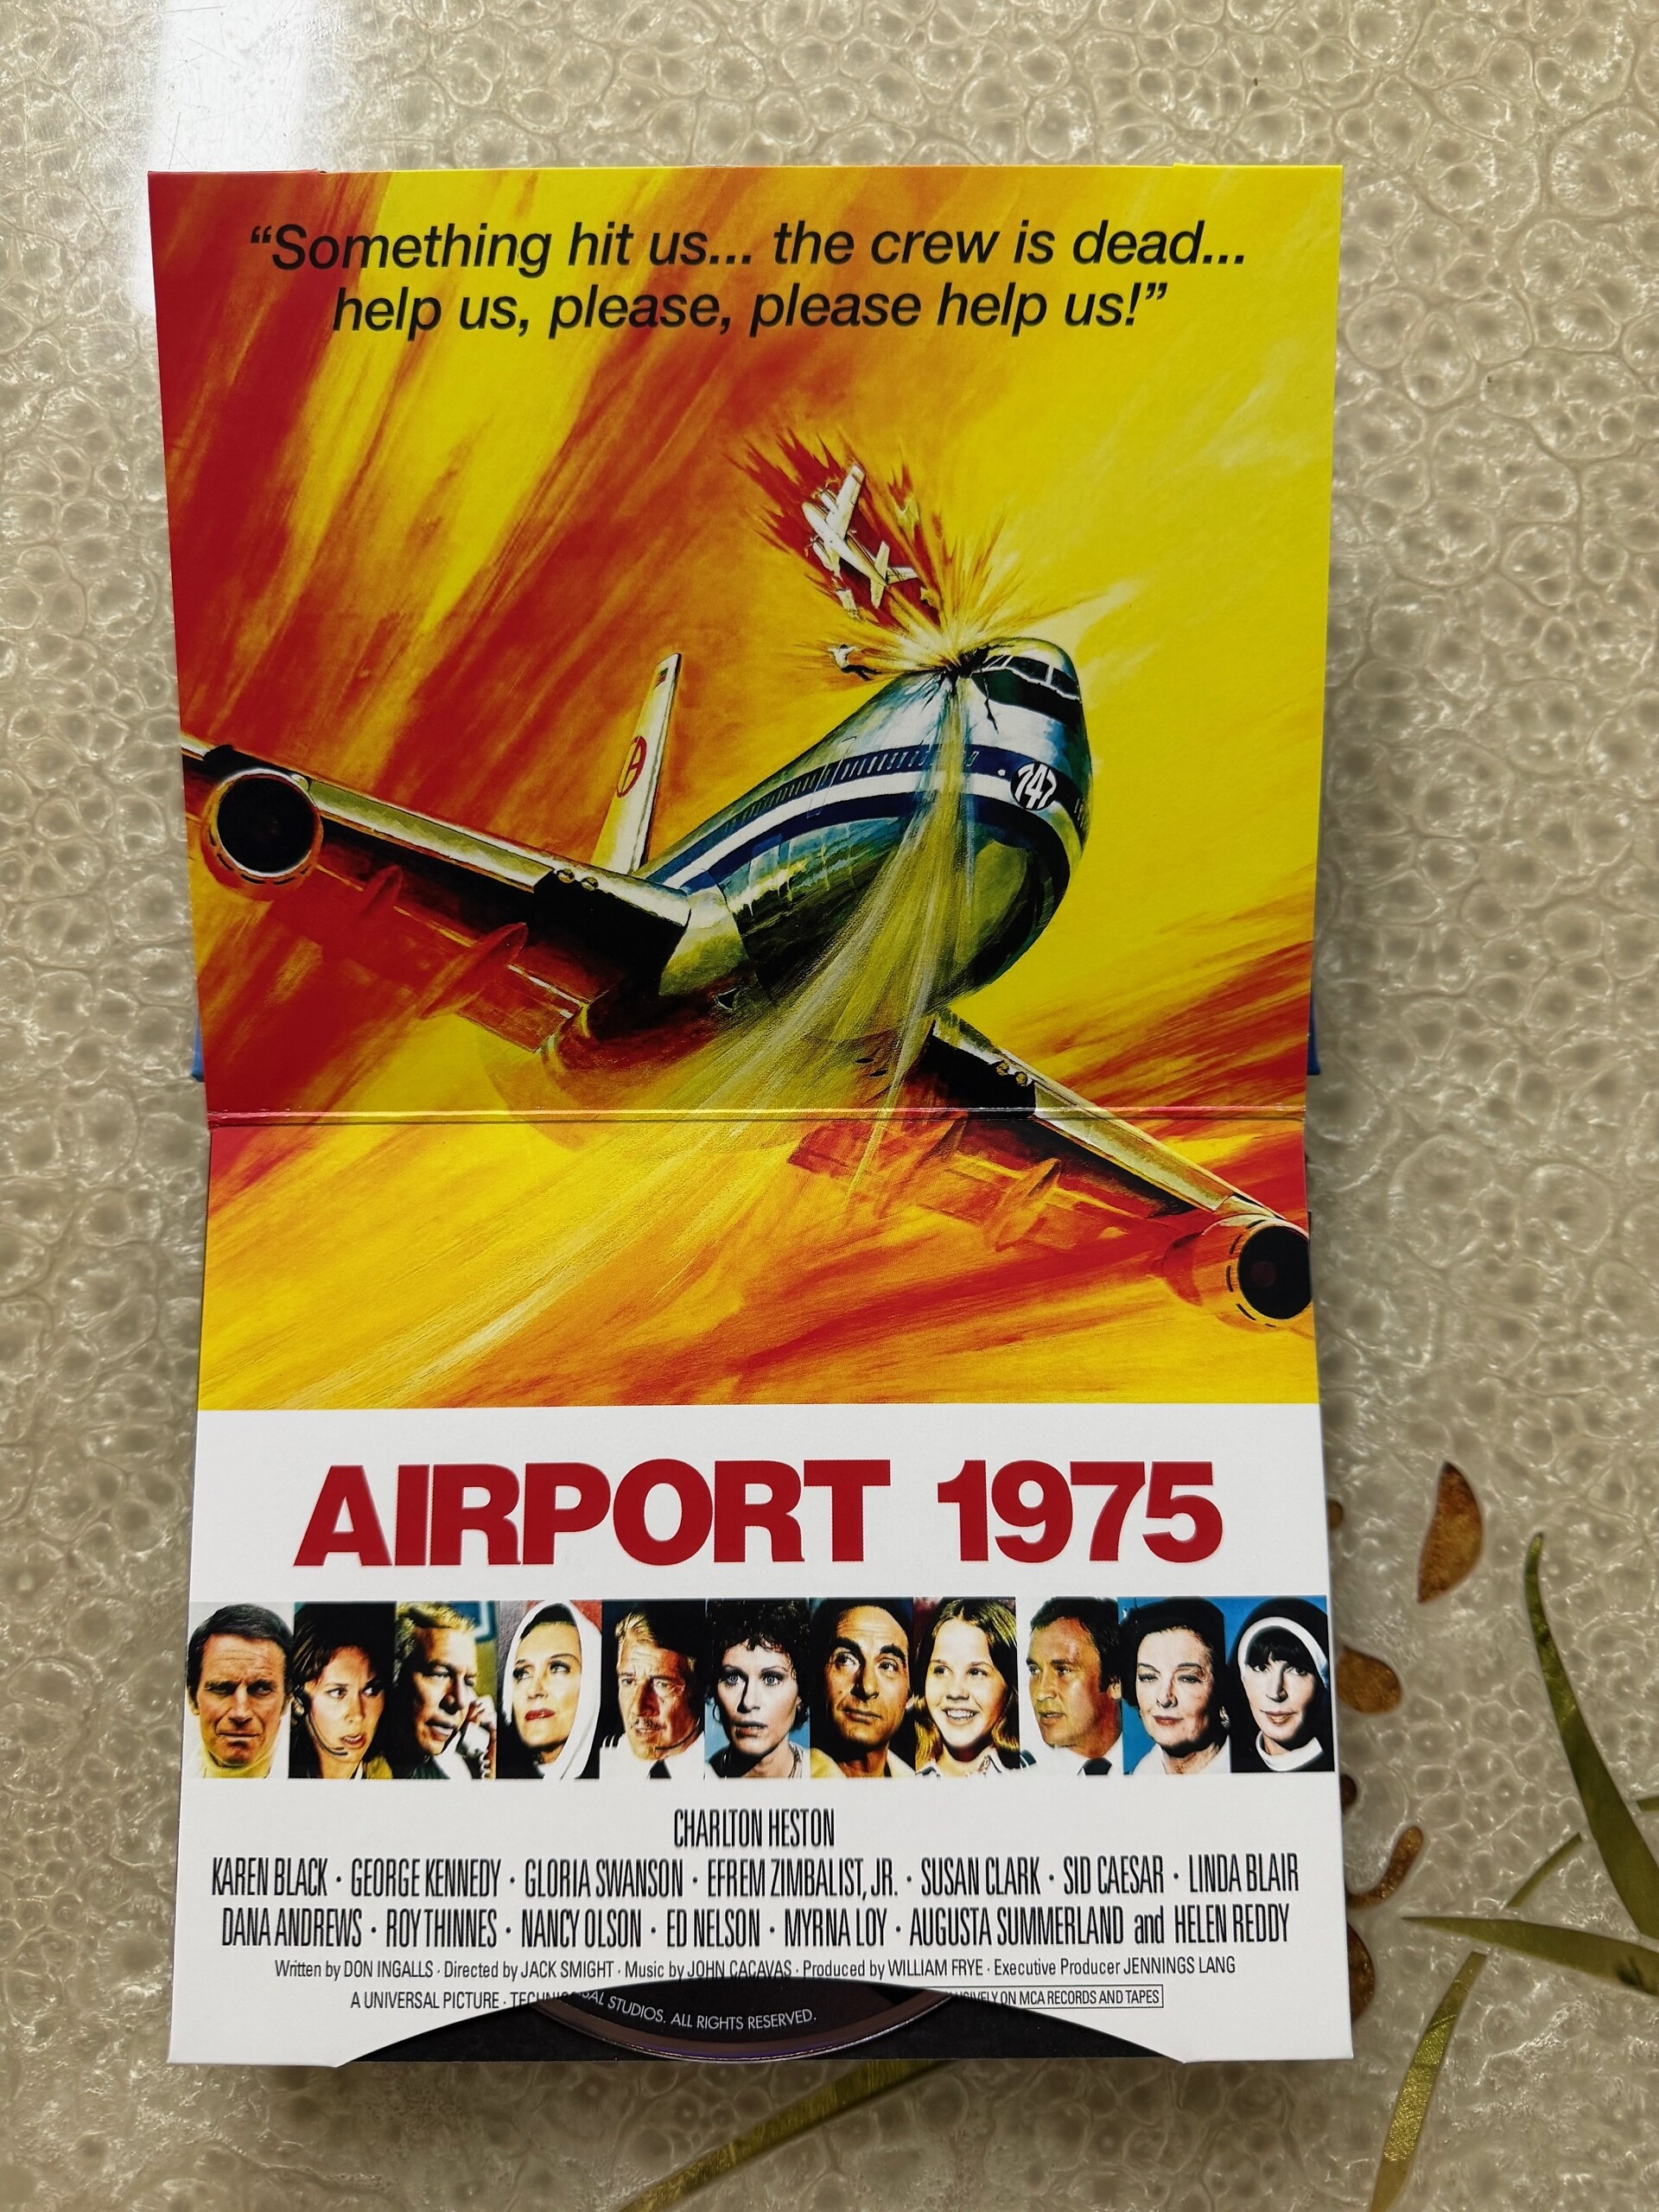 “Something hit us... the crew is dead...
help us, please, please help us!”
747
AIRPORT 1975
CHARLTON HESTON
KAREN BLACK · GEORGE KENNEDY · GLORIA SWANSON · EFREM ZIMBALIST, JR. · SUSAN CLARK · SID CAESAR · LINDA BLAIR
DANA ANDREWS · ROY THINNES · NANCY OLSON · ED NELSON · MYRNA LOY · AUGUSTA SUMMERLAND and HELEN REDDY
Written by DON INGALLS · Directed by JACK SMIGHT · Music by JOHN CACAVAS · Produced by WILLIAM FRYE · Executive Producer JENNINGS LANG
A UNIVERSAL PICTURE · ON MCA RECORDS AND TAPES
STUDIOS. ALL RIGHTS RESERVED.